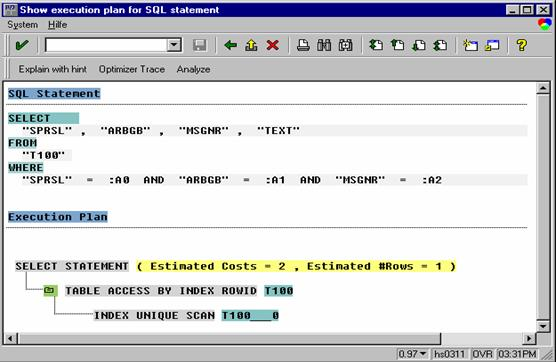 Show execution plan for SQL statement
System Hilfe
Explain with hint Optimizer Trace Analyze
SQL Statement
SELECT
"SPRSL" , "ARBGB" , "MSGNR" , "TEXT"
FROM
"T100"
WHERE
"SPRSL" = :A0 AND "ARBGB" = :A1 AND "MSGNR" = :A2
Execution Plan
SELECT STATEMENT ( Estimated Costs = 2 , Estimated #Rows = 1 )
TABLE ACCESS BY INDEX ROWID T100
INDEX UNIQUE SCAN T100___0
0.97 hs0311 OVR 03:31PM